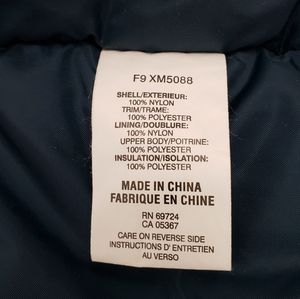 F9 XM5088
SHELL/EXTERIEUR:
100% NYLON
TRIM/TRAME:
100% POLYESTER
LINING/DOUBLURE:
100% NYLON
UPPER BODY/POITRINE:
100% POLYESTER
INSULATION/ISOLATION:
100% POLYESTER
MADE IN CHINA
FABRIQUE EN CHINE
RN 69724
CA 05367
CARE ON REVERSE SIDE
INSTRUCTIONS D' ENTRETIEN
AU VERSO